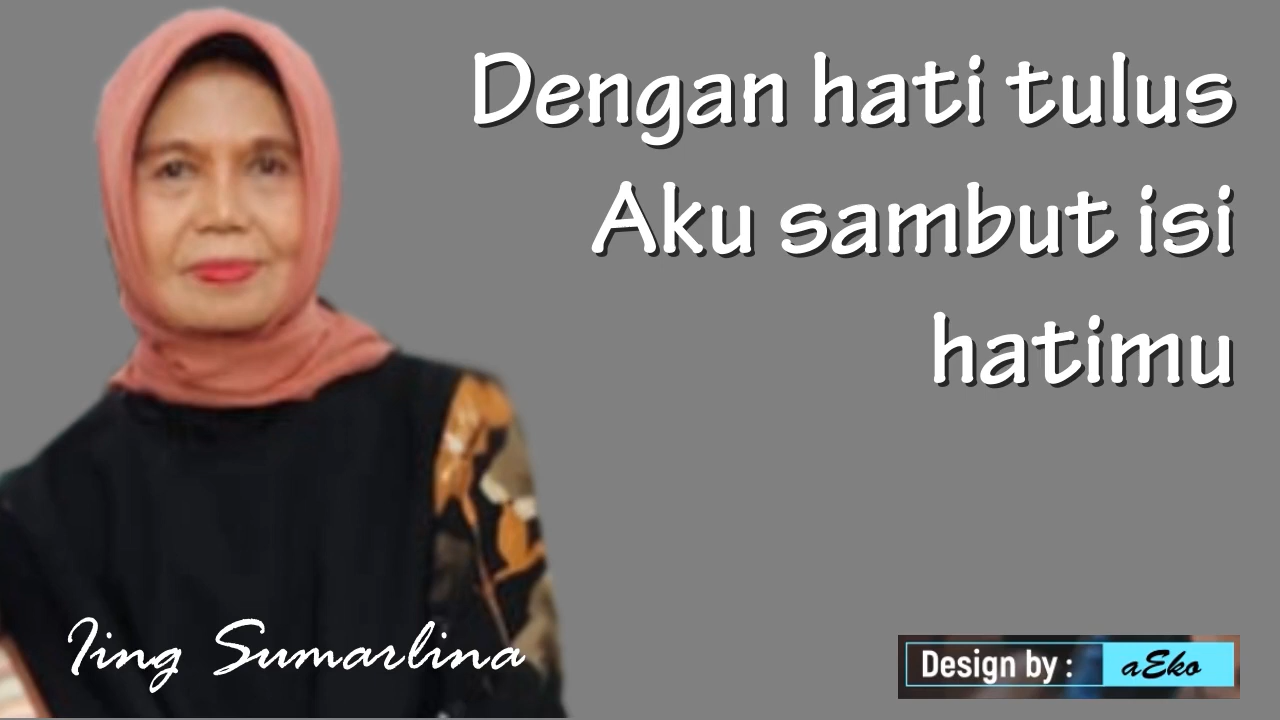 Dengan hati tulus
Aku sambut isi
hatimu
Iing Sumarlina
Design by : aEko